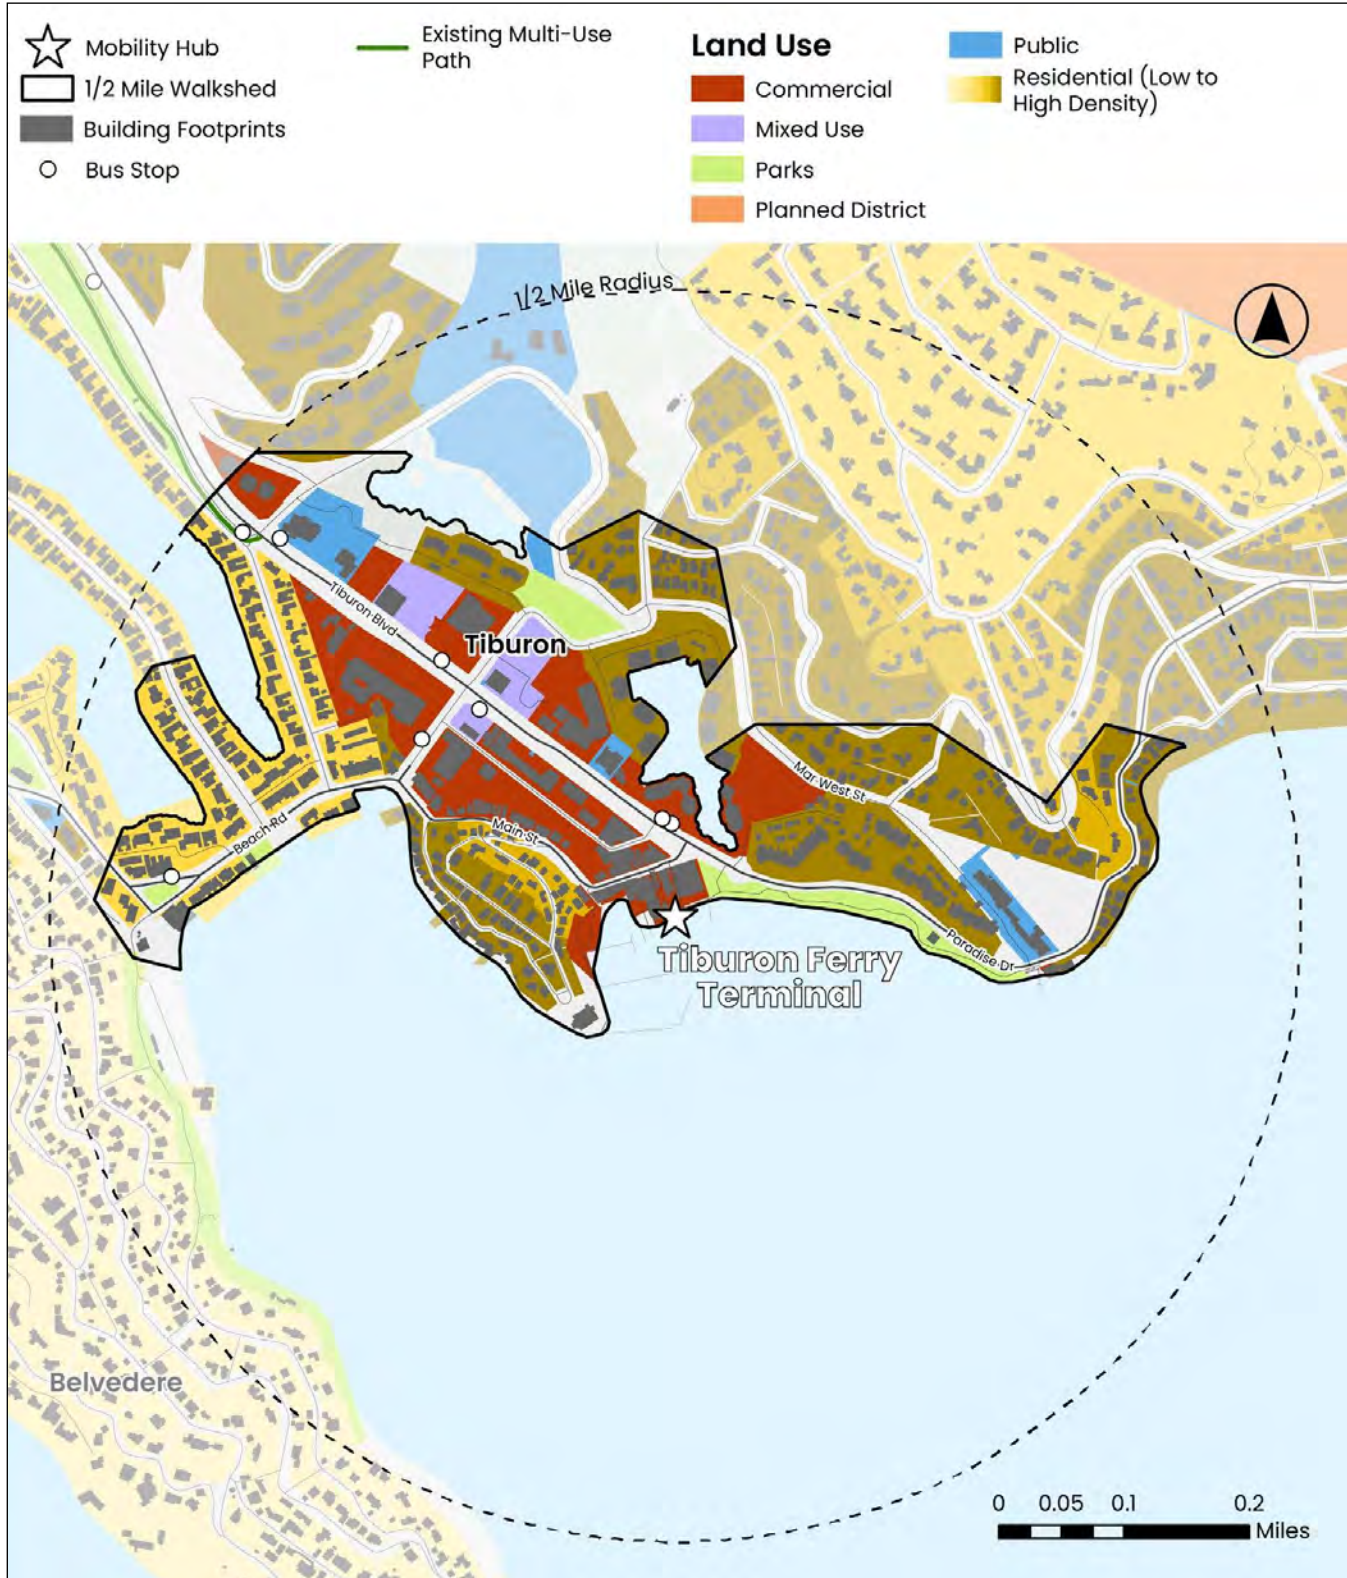 Mobility Hub
1/2 Mile Walkshed
Building Footprints
Bus Stop
Existing Multi-Use
Path
Land Use
Commercial
Mixed Use
Parks
Planned District
Public
Residential (Low to
High Density)
1/2 Mile Radius
Tiburon Blvd
Tiburon
Mar West St
Main St
Beach Rd
Paradise Dr
Tiburon Ferry
Terminal
Belvedere
0 0.05 0.1 0.2
Miles